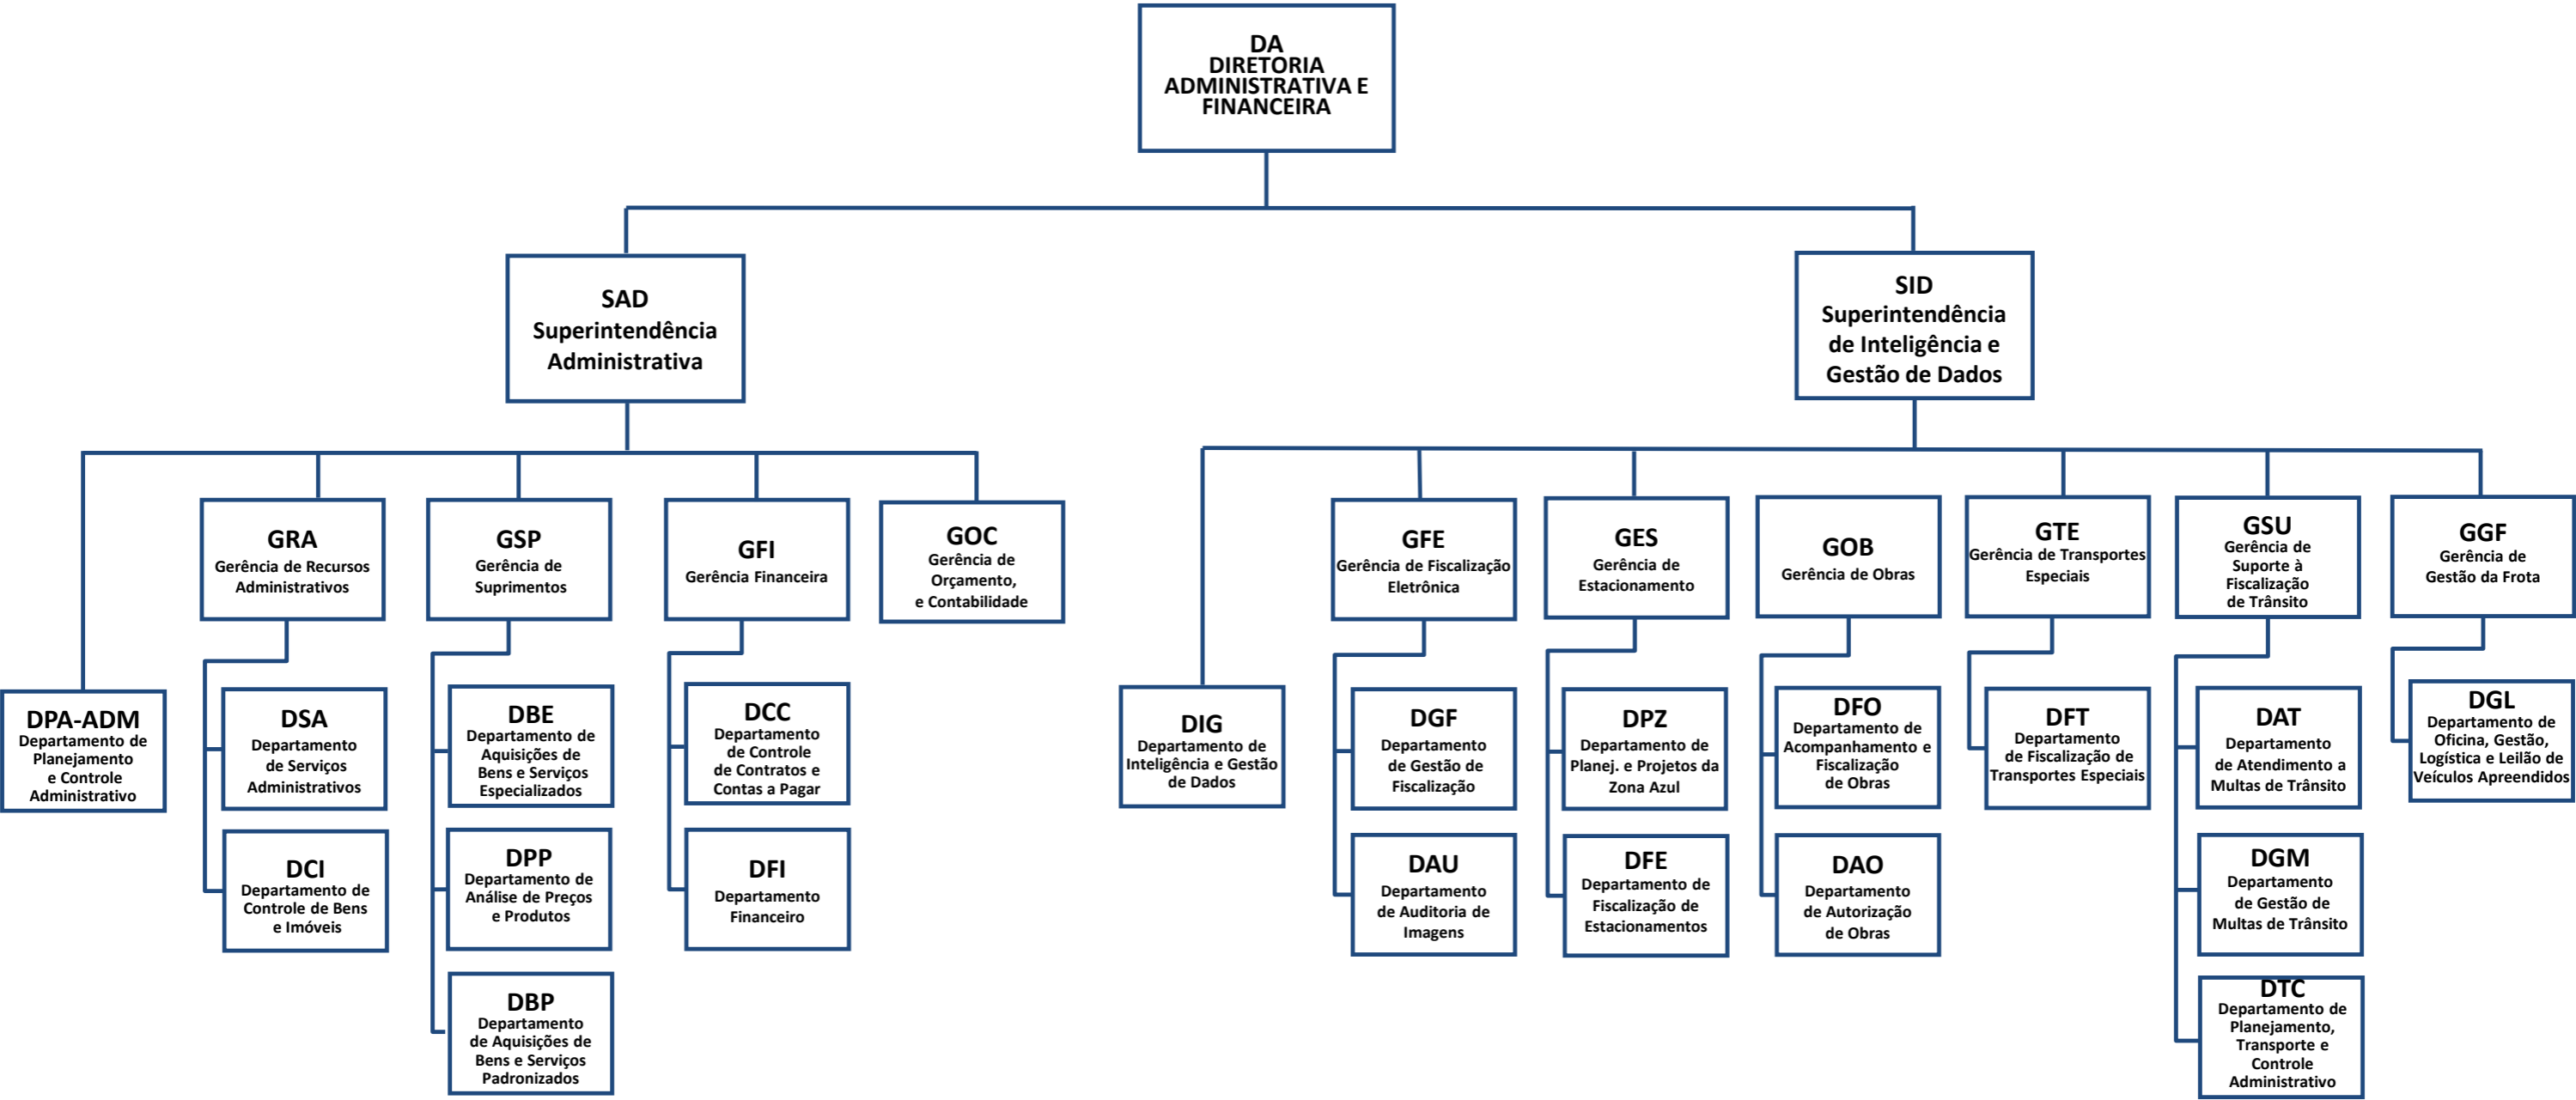 DA
DIRETORIA
ADMINISTRATIVA E
FINANCEIRA
SAD
Superintendência
Administrativa
SID
Superintendência
de Inteligência e
Gestão de Dados
GRA
Gerência de Recursos
Administrativos
GSP
Gerência de
Suprimentos
GFI
Gerência Financeira
GOC
Gerência de
Orçamento,
e Contabilidade
GFE
Gerência de Fiscalização
Eletrônica
GES
Gerência de
Estacionamento
GOB
Gerência de Obras
GTE
Gerência de Transportes
Especiais
GSU
Gerência de
Suporte à
Fiscalização
de Trânsito
GGF
Gerência de
Gestão da Frota
DPA-ADM
Departamento de
Planejamento
e Controle
Administrativo
DSA
Departamento
de Serviços
Administrativos
DBE
Departamento de
Aquisições de
Bens e Serviços
Especializados
DCC
Departamento
de Controle
de Contratos e
Contas a Pagar
DIG
Departamento de
Inteligência e Gestão
de Dados
DGF
Departamento
de Gestão de
Fiscalização
DPZ
Departamento de
Planej. e Projetos da
Zona Azul
DFO
Departamento de
Acompanhamento e
Fiscalização
de Obras
DFT
Departamento
de Fiscalização de
Transportes Especiais
DAT
Departamento
de Atendimento a
Multas de Trânsito
DGL
Departamento de
Oficina, Gestão,
Logística e Leilão de
Veículos Apreendidos
DCI
Departamento de
Controle de Bens
e Imóveis
DPP
Departamento de
Análise de Preços
e Produtos
DFI
Departamento
Financeiro
DAU
Departamento
de Auditoria de
Imagens
DFE
Departamento de
Fiscalização de
Estacionamentos
DAO
Departamento
de Autorização
de Obras
DGM
Departamento
de Gestão de
Multas de Trânsito
DBP
Departamento
de Aquisições de
Bens e Serviços
Padronizados
DTC
Departamento de
Planejamento,
Transporte e
Controle
Administrativo